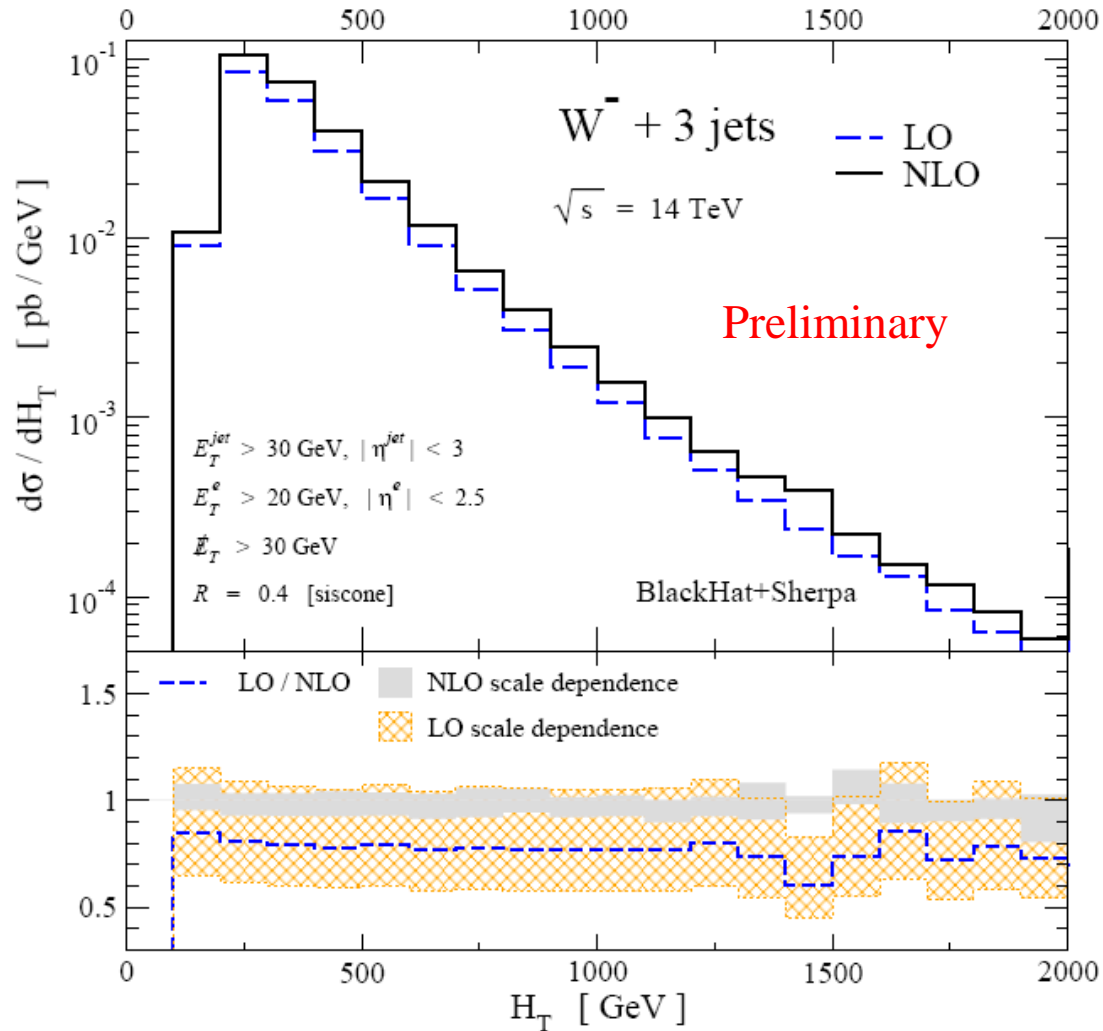 0 500 1000 1500 2000
10^-1
10^-2
10^-3
10^-4
dσ / dH_T [ pb / GeV ]
W^- + 3 jets
√s = 14 TeV
LO
NLO
Preliminary
E_T^jet > 30 GeV, | η^jet | < 3
E_T^e > 20 GeV, | η^e | < 2.5
E̸_T > 30 GeV
R = 0.4 [siscone]
BlackHat+Sherpa
LO / NLO
NLO scale dependence
LO scale dependence
1.5
1
0.5
0 500 1000 1500 2000
H_T [ GeV ]